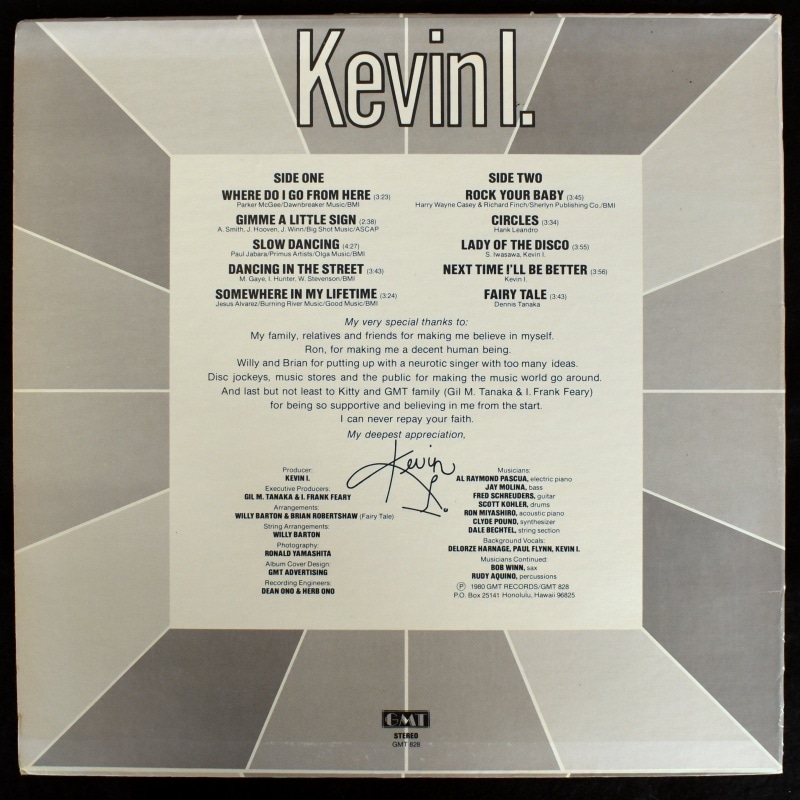 Kevin I.
SIDE ONE
WHERE DO I GO FROM HERE (3:23)
Parker McGee/Dawnbreaker Music/BMI
GIMME A LITTLE SIGN (2:38)
A. Smith, J. Hooven, J. Winn/Big Shot Music/ASCAP
SLOW DANCING (4:27)
Paul Jabara/Primus Artists/Olga Music/BMI
DANCING IN THE STREET (3:43)
M. Gaye, I. Hunter, W. Stevenson/BMI
SOMEWHERE IN MY LIFETIME (3:24)
Jesus Alvarez/Burning River Music/Good Music/BMI
SIDE TWO
ROCK YOUR BABY (3:45)
Harry Wayne Casey & Richard Finch/Sherlyn Publishing Co./BMI
CIRCLES (3:34)
Hank Leandro
LADY OF THE DISCO (3:55)
S. Iwasawa, Kevin I.
NEXT TIME I'LL BE BETTER (3:56)
Kevin I.
FAIRY TALE (3:43)
Dennis Tanaka
My very special thanks to:
My family, relatives and friends for making me believe in myself.
Ron, for making me a decent human being.
Willy and Brian for putting up with a neurotic singer with too many ideas.
Disc jockeys, music stores and the public for making the music world go around.
And last but not least to Kitty and GMT family (Gil M. Tanaka & I. Frank Feary)
for being so supportive and believing in me from the start.
I can never repay your faith.
My deepest appreciation,
Kevin I.
Producer:
KEVIN I.
Executive Producers:
GIL M. TANAKA & I. FRANK FEARY
Arrangements:
WILLY BARTON & BRIAN ROBERTSHAW (Fairy Tale)
String Arrangements:
WILLY BARTON
Photography:
RONALD YAMASHITA
Album Cover Design:
GMT ADVERTISING
Recording Engineers:
DEAN ONO & HERB ONO
Musicians:
AL RAYMOND PASCUA, electric piano
JAY MOLINA, bass
FRED SCHREUDERS, guitar
SCOTT KOHLER, drums
RON MIYASHIRO, acoustic piano
CLYDE POUND, synthesizer
DALE BECHTEL, string section
Background Vocals:
DELORZE HARNAGE, PAUL FLYNN, KEVIN I.
Musicians Continued:
BOB WINN, sax
RUDY AQUINO, percussions
Ⓟ 1980 GMT RECORDS/GMT 828
P.O. Box 25141 Honolulu, Hawaii 96825
GMT
STEREO
GMT 828